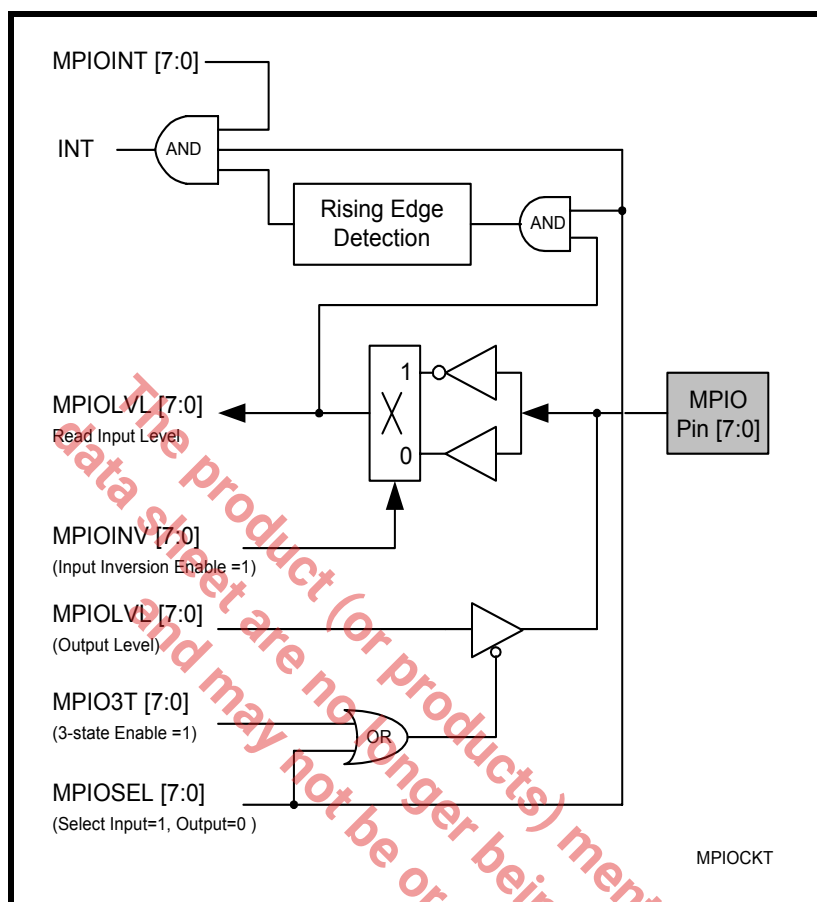 MPIOINT [7:0]
INT
AND
Rising Edge
Detection
AND
1
0
MPIOLVL [7:0]
Read Input Level
MPIO
Pin [7:0]
MPIOINV [7:0]
(Input Inversion Enable =1)
MPIOLVL [7:0]
(Output Level)
MPIO3T [7:0]
(3-state Enable =1)
OR
MPIOSEL [7:0]
(Select Input=1, Output=0 )
MPIOCKT
The product (or products) ment
data sheet are no longer bein
and may not be or